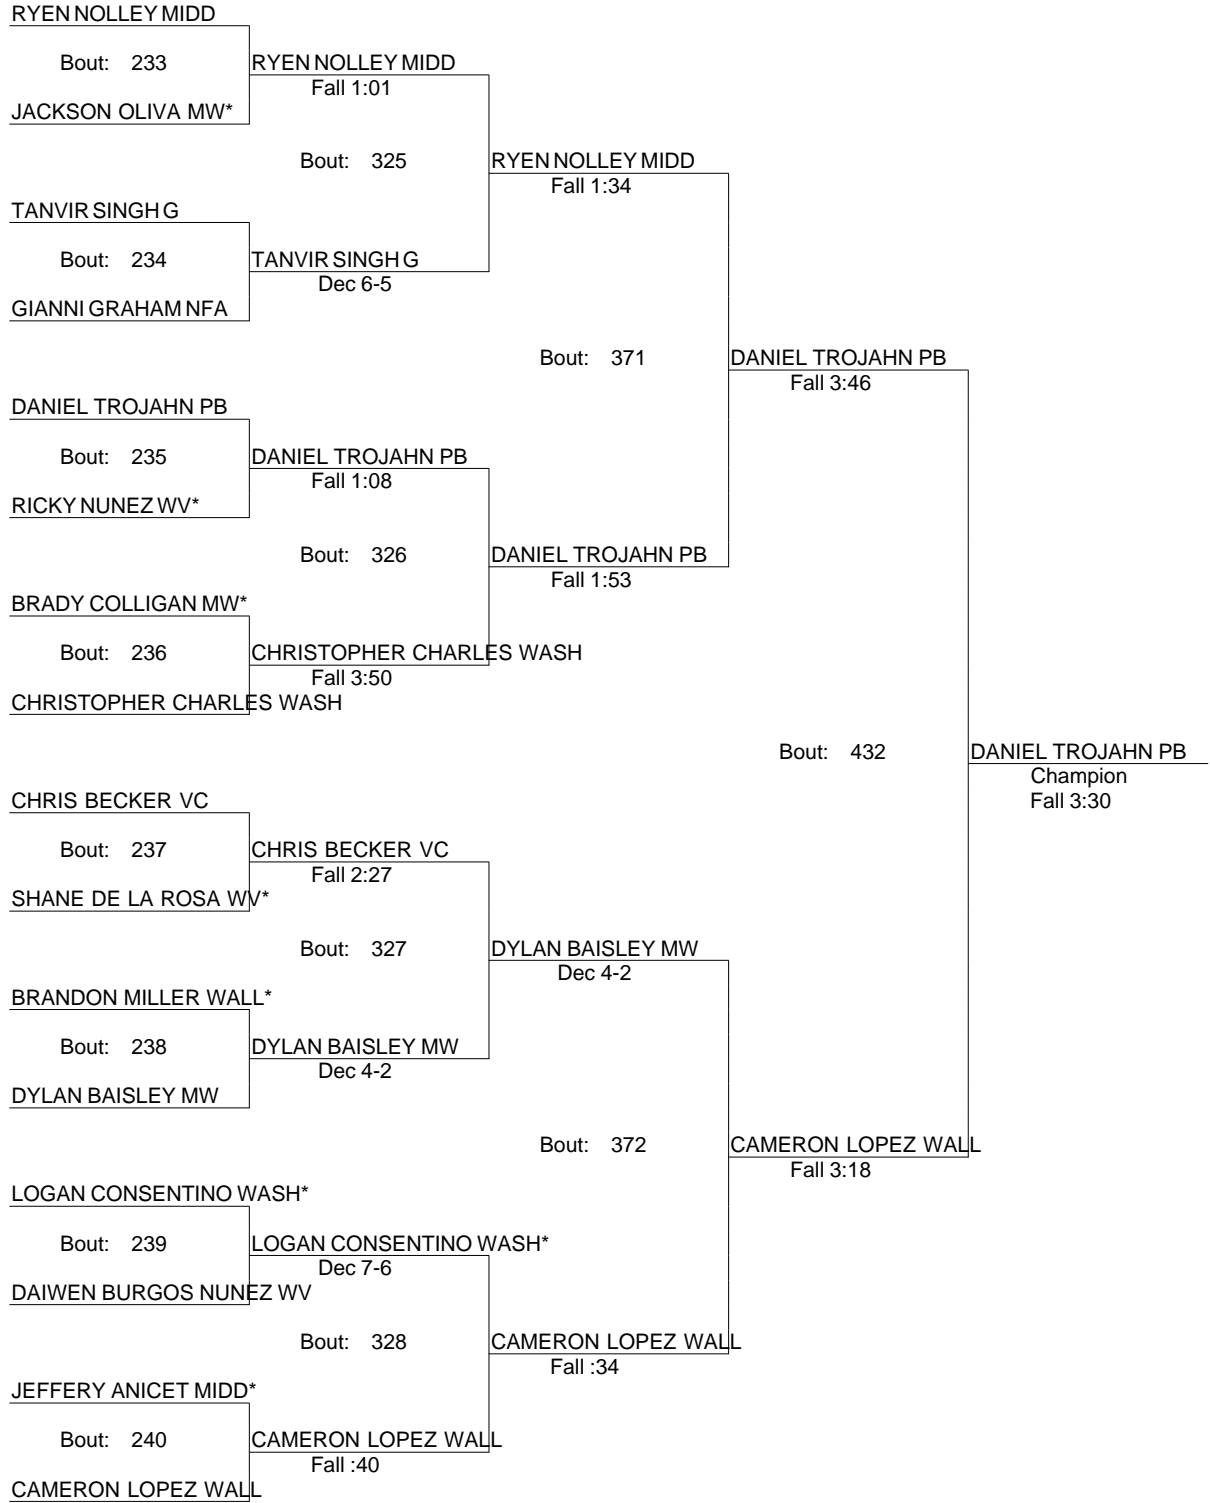 RYEN NOLLEY MIDD
Bout: 233 RYEN NOLLEY MIDD
Fall 1:01
JACKSON OLIVA MW*
Bout: 325 RYEN NOLLEY MIDD
Fall 1:34
TANVIR SINGH G
Bout: 234 TANVIR SINGH G
Dec 6-5
GIANNI GRAHAM NFA
Bout: 371 DANIEL TROJAHN PB
Fall 3:46
DANIEL TROJAHN PB
Bout: 235 DANIEL TROJAHN PB
Fall 1:08
RICKY NUNEZ WV*
Bout: 326 DANIEL TROJAHN PB
Fall 1:53
BRADY COLLIGAN MW*
Bout: 236 CHRISTOPHER CHARLES WASH
Fall 3:50
CHRISTOPHER CHARLES WASH
Bout: 432 DANIEL TROJAHN PB
Champion
Fall 3:30
CHRIS BECKER VC
Bout: 237 CHRIS BECKER VC
Fall 2:27
SHANE DE LA ROSA WV*
Bout: 327 DYLAN BAISLEY MW
Dec 4-2
BRANDON MILLER WALL*
Bout: 238 DYLAN BAISLEY MW
Dec 4-2
DYLAN BAISLEY MW
Bout: 372 CAMERON LOPEZ WALL
Fall 3:18
LOGAN CONSENTINO WASH*
Bout: 239 LOGAN CONSENTINO WASH*
Dec 7-6
DAIWEN BURGOS NUNEZ WV
Bout: 328 CAMERON LOPEZ WALL
Fall :34
JEFFERY ANICET MIDD*
Bout: 240 CAMERON LOPEZ WALL
Fall :40
CAMERON LOPEZ WALL